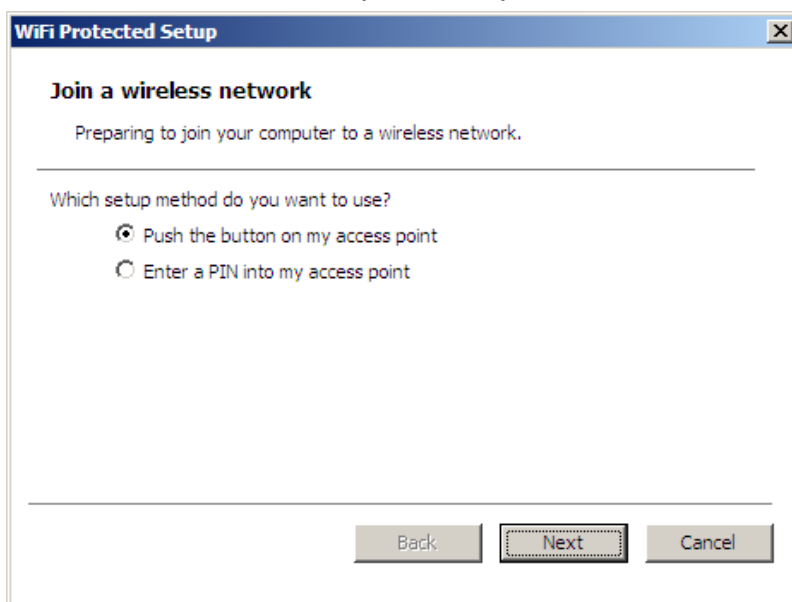 WiFi Protected Setup
Join a wireless network
Preparing to join your computer to a wireless network.
Which setup method do you want to use?
Push the button on my access point
Enter a PIN into my access point
Back Next Cancel